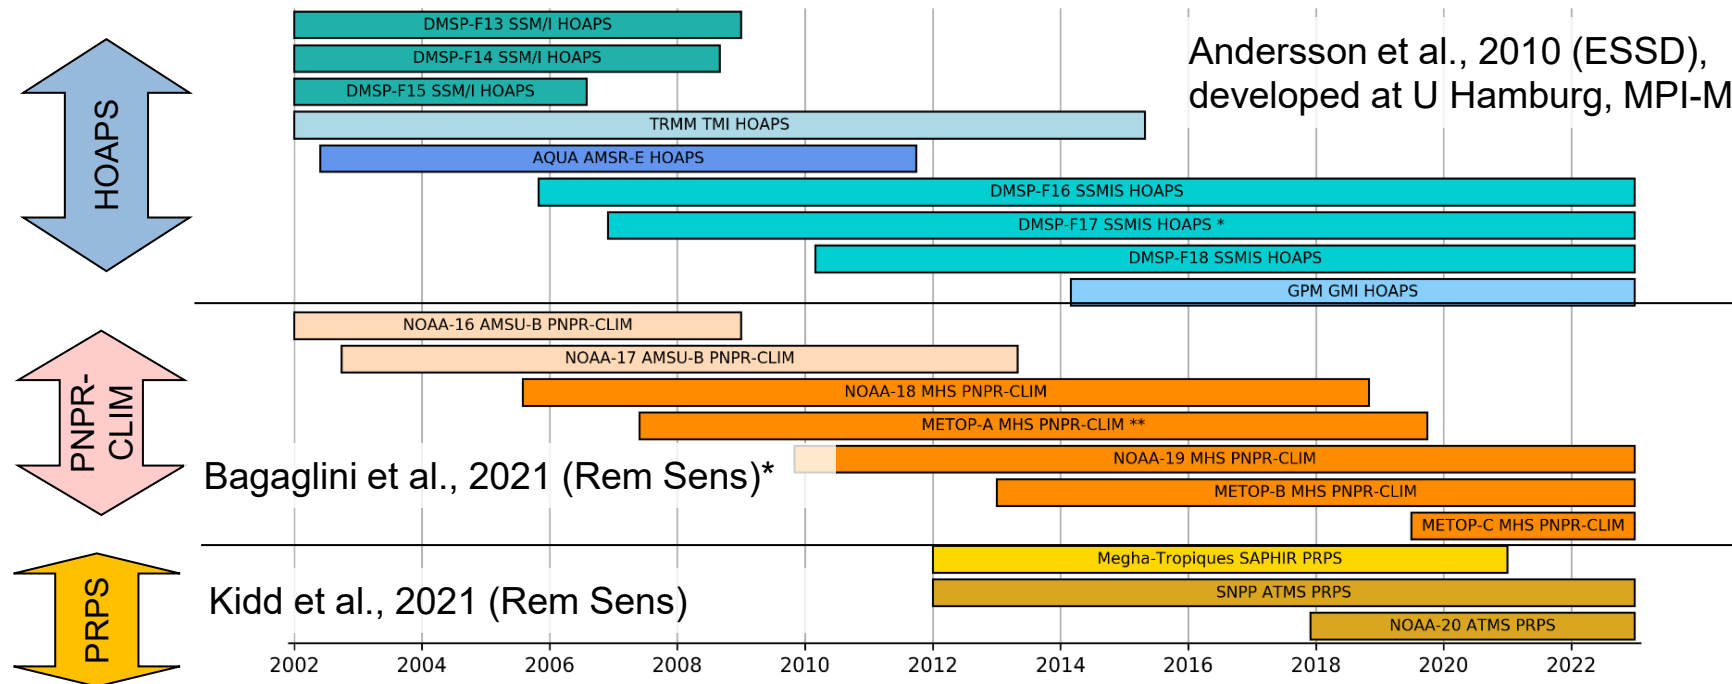 DMSP-F13 SSM/I HOAPS
DMSP-F14 SSM/I HOAPS
DMSP-F15 SSM/I HOAPS
TRMM TMI HOAPS
AQUA AMSR-E HOAPS
DMSP-F16 SSMIS HOAPS
DMSP-F17 SSMIS HOAPS *
DMSP-F18 SSMIS HOAPS
GPM GMI HOAPS
HOAPS
Andersson et al., 2010 (ESSD),
developed at U Hamburg, MPI-M
NOAA-16 AMSU-B PNPR-CLIM
NOAA-17 AMSU-B PNPR-CLIM
NOAA-18 MHS PNPR-CLIM
METOP-A MHS PNPR-CLIM **
NOAA-19 MHS PNPR-CLIM
METOP-B MHS PNPR-CLIM
METOP-C MHS PNPR-CLIM
PNPR-
CLIM
Bagaglini et al., 2021 (Rem Sens)*
Megha-Tropiques SAPHIR PRPS
SNPP ATMS PRPS
NOAA-20 ATMS PRPS
PRPS
Kidd et al., 2021 (Rem Sens)
2002 2004 2006 2008 2010 2012 2014 2016 2018 2020 2022